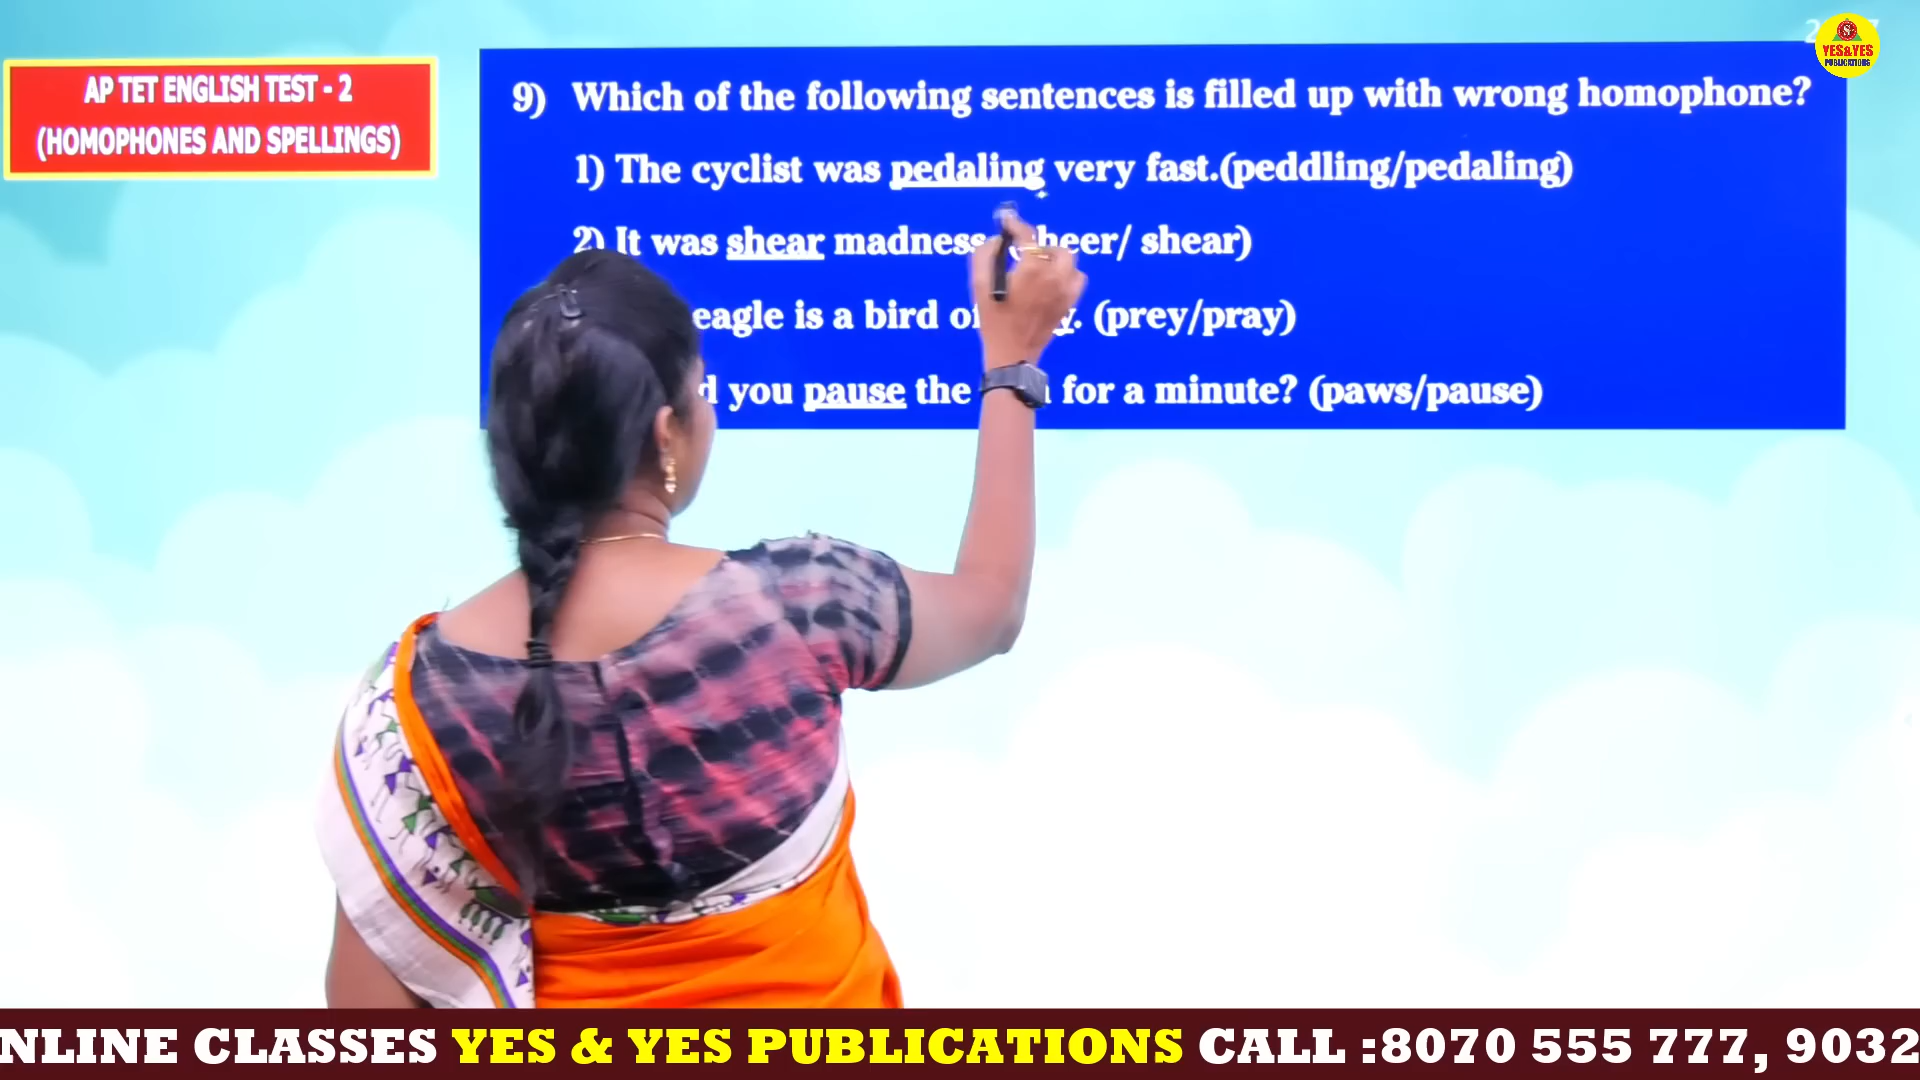 AP TET ENGLISH TEST - 2
(HOMOPHONES AND SPELLINGS)
YES&YES
PUBLICATIONS
9) Which of the following sentences is filled up with wrong homophone?
1) The cyclist was pedaling very fast.(peddling/pedaling)
2) It was shear madness shear)
eagle is a bird of (prey/pray)
you pause the for a minute? (paws/pause)
NLINE CLASSES YES & YES PUBLICATIONS CALL :8070 555 777, 9032